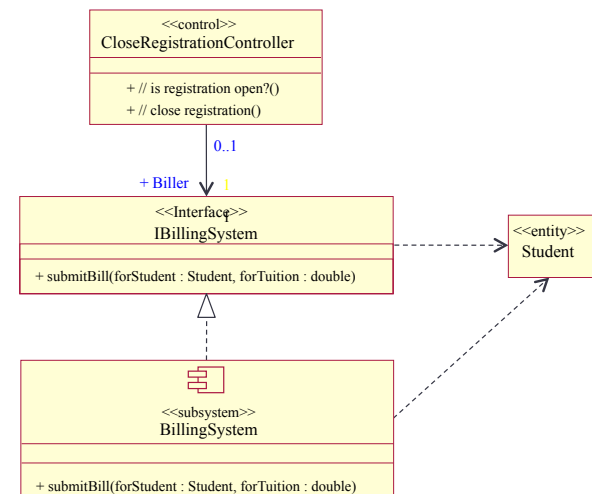 <<control>>
CloseRegistrationController
+ // is registration open?()
+ // close registration()
0..1
+ Biller
1
<<Interface>>
IBillingSystem
+ submitBill(forStudent : Student, forTuition : double)
<<entity>>
Student
<<subsystem>>
BillingSystem
+ submitBill(forStudent : Student, forTuition : double)